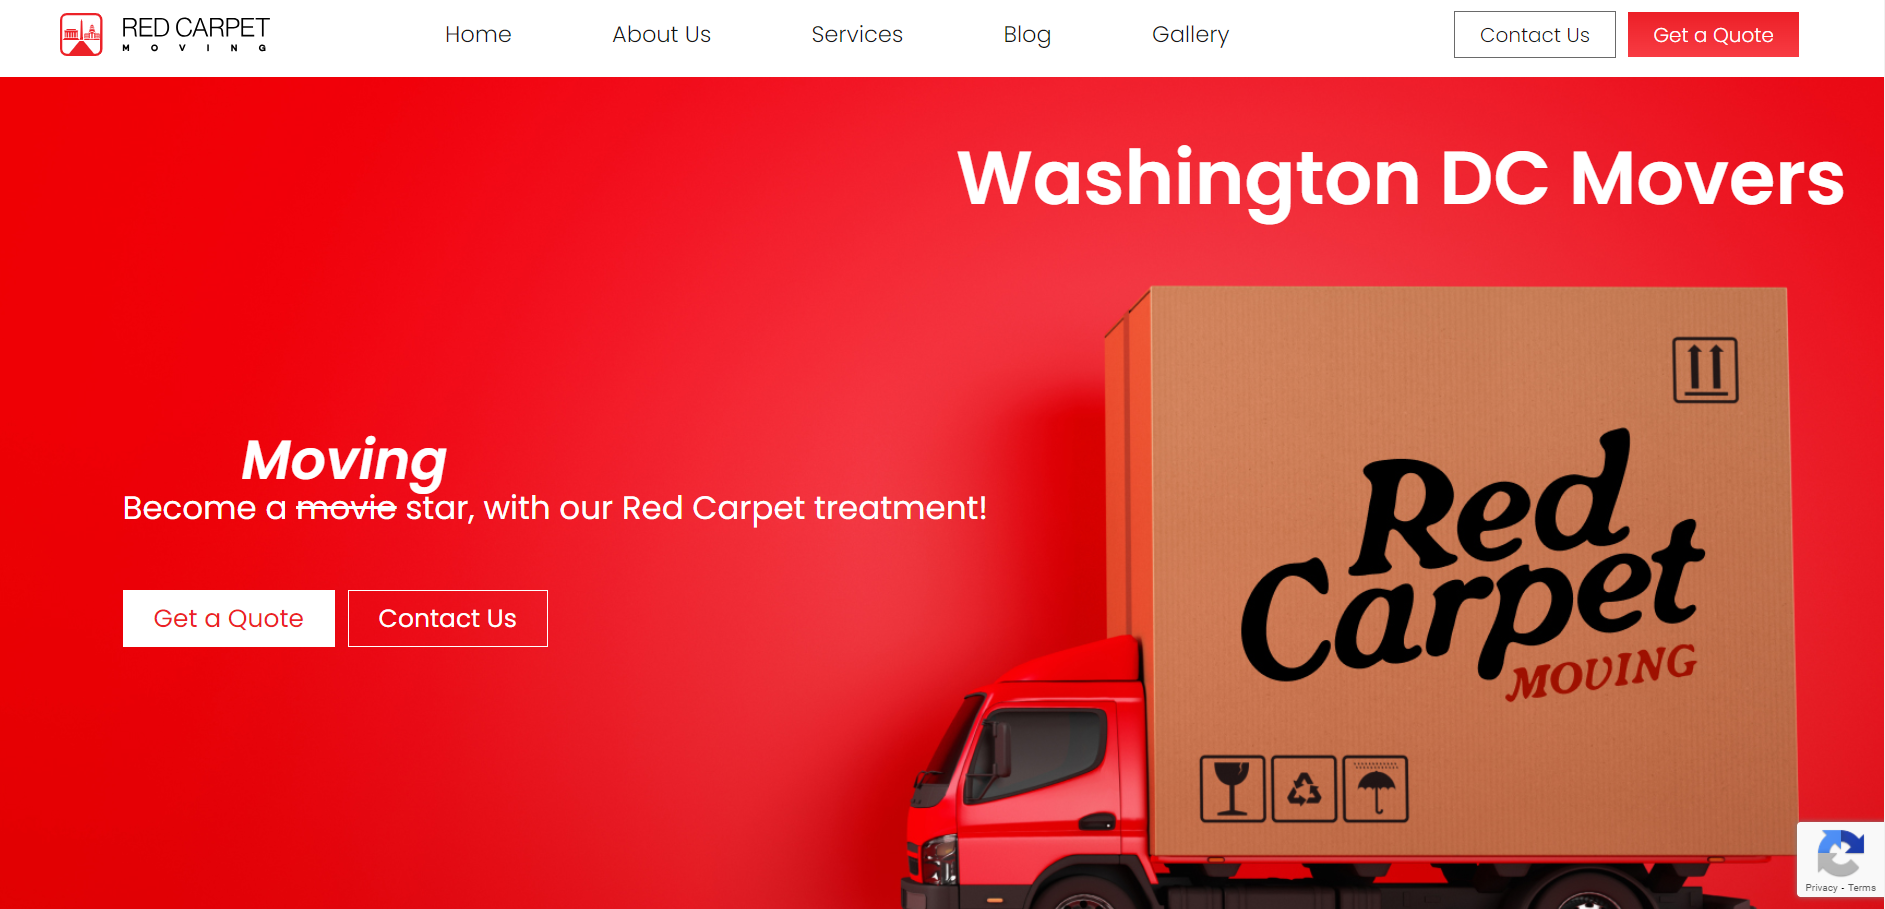 RED CARPET
MOVING
Home
About Us
Services
Blog
Gallery
Contact Us
Get a Quote
Washington DC Movers
Moving
Become a movie star, with our Red Carpet treatment!
Get a Quote
Contact Us
Red
Carpet
MOVING
Privacy - Terms